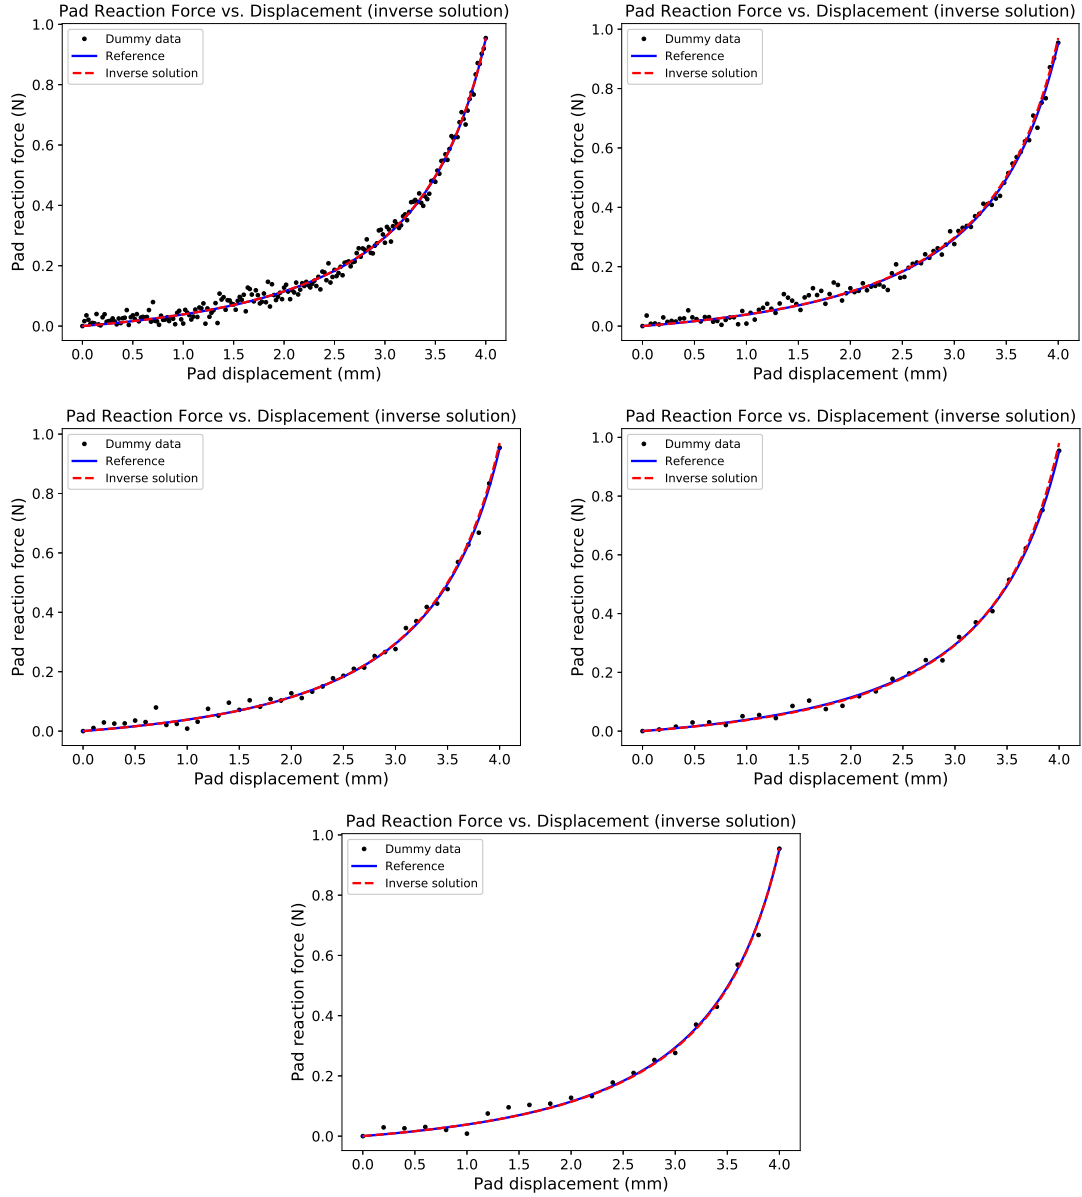 Pad Reaction Force vs. Displacement (inverse solution)
Dummy data
Reference
Inverse solution
Pad reaction force (N)
1.0
0.8
0.6
0.4
0.2
0.0
0.0 0.5 1.0 1.5 2.0 2.5 3.0 3.5 4.0
Pad displacement (mm)
Pad Reaction Force vs. Displacement (inverse solution)
Dummy data
Reference
Inverse solution
Pad reaction force (N)
1.0
0.8
0.6
0.4
0.2
0.0
0.0 0.5 1.0 1.5 2.0 2.5 3.0 3.5 4.0
Pad displacement (mm)
Pad Reaction Force vs. Displacement (inverse solution)
Dummy data
Reference
Inverse solution
Pad reaction force (N)
1.0
0.8
0.6
0.4
0.2
0.0
0.0 0.5 1.0 1.5 2.0 2.5 3.0 3.5 4.0
Pad displacement (mm)
Pad Reaction Force vs. Displacement (inverse solution)
Dummy data
Reference
Inverse solution
Pad reaction force (N)
1.0
0.8
0.6
0.4
0.2
0.0
0.0 0.5 1.0 1.5 2.0 2.5 3.0 3.5 4.0
Pad displacement (mm)
Pad Reaction Force vs. Displacement (inverse solution)
Dummy data
Reference
Inverse solution
Pad reaction force (N)
1.0
0.8
0.6
0.4
0.2
0.0
0.0 0.5 1.0 1.5 2.0 2.5 3.0 3.5 4.0
Pad displacement (mm)